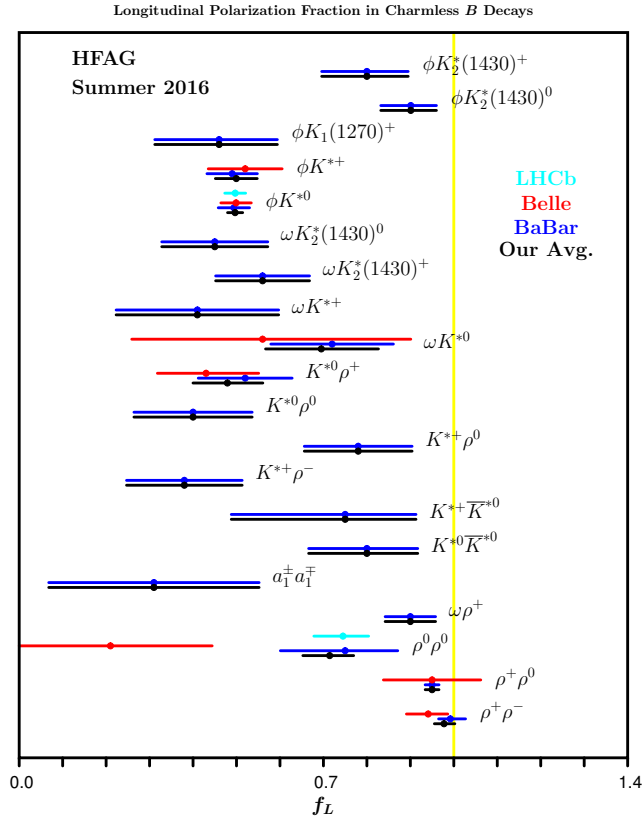 Longitudinal Polarization Fraction in Charmless B Decays
HFAG
Summer 2016
ϕK₂*(1430)⁺
ϕK₂*(1430)⁰
ϕK₁(1270)⁺
ϕK*⁺
ϕK*⁰
LHCb
Belle
BaBar
Our Avg.
ωK₂*(1430)⁰
ωK₂*(1430)⁺
ωK*⁺
ωK*⁰
K*⁰ρ⁺
K*⁰ρ⁰
K*⁺ρ⁰
K*⁺ρ⁻
K*⁺K̅*⁰
K*⁰K̅*⁰
a₁±a₁∓
ωρ⁺
ρ⁰ρ⁰
ρ⁺ρ⁰
ρ⁺ρ⁻
0.0 0.7 1.4
f_L